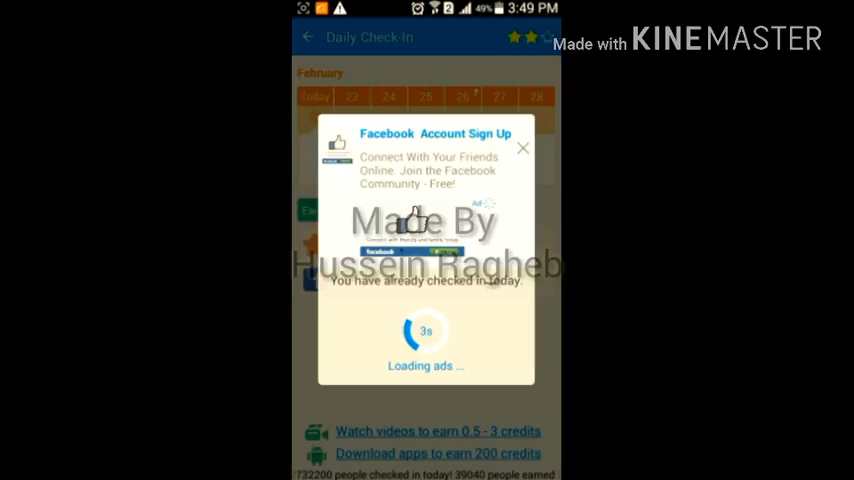 49% 3:49 PM
Daily Check-In
Made with KINEMASTER
February
Today 23 24 25 26 27 28
Facebook Account Sign Up
Connect With Your Friends
Online. Join the Facebook
Community - Free!
Ad
Made By
facebook
Hussein Ragheb
You have already checked in today.
3s
Loading ads ...
Watch videos to earn 0.5 - 3 credits
Download apps to earn 200 credits
732200 people checked in today! 39040 people earned